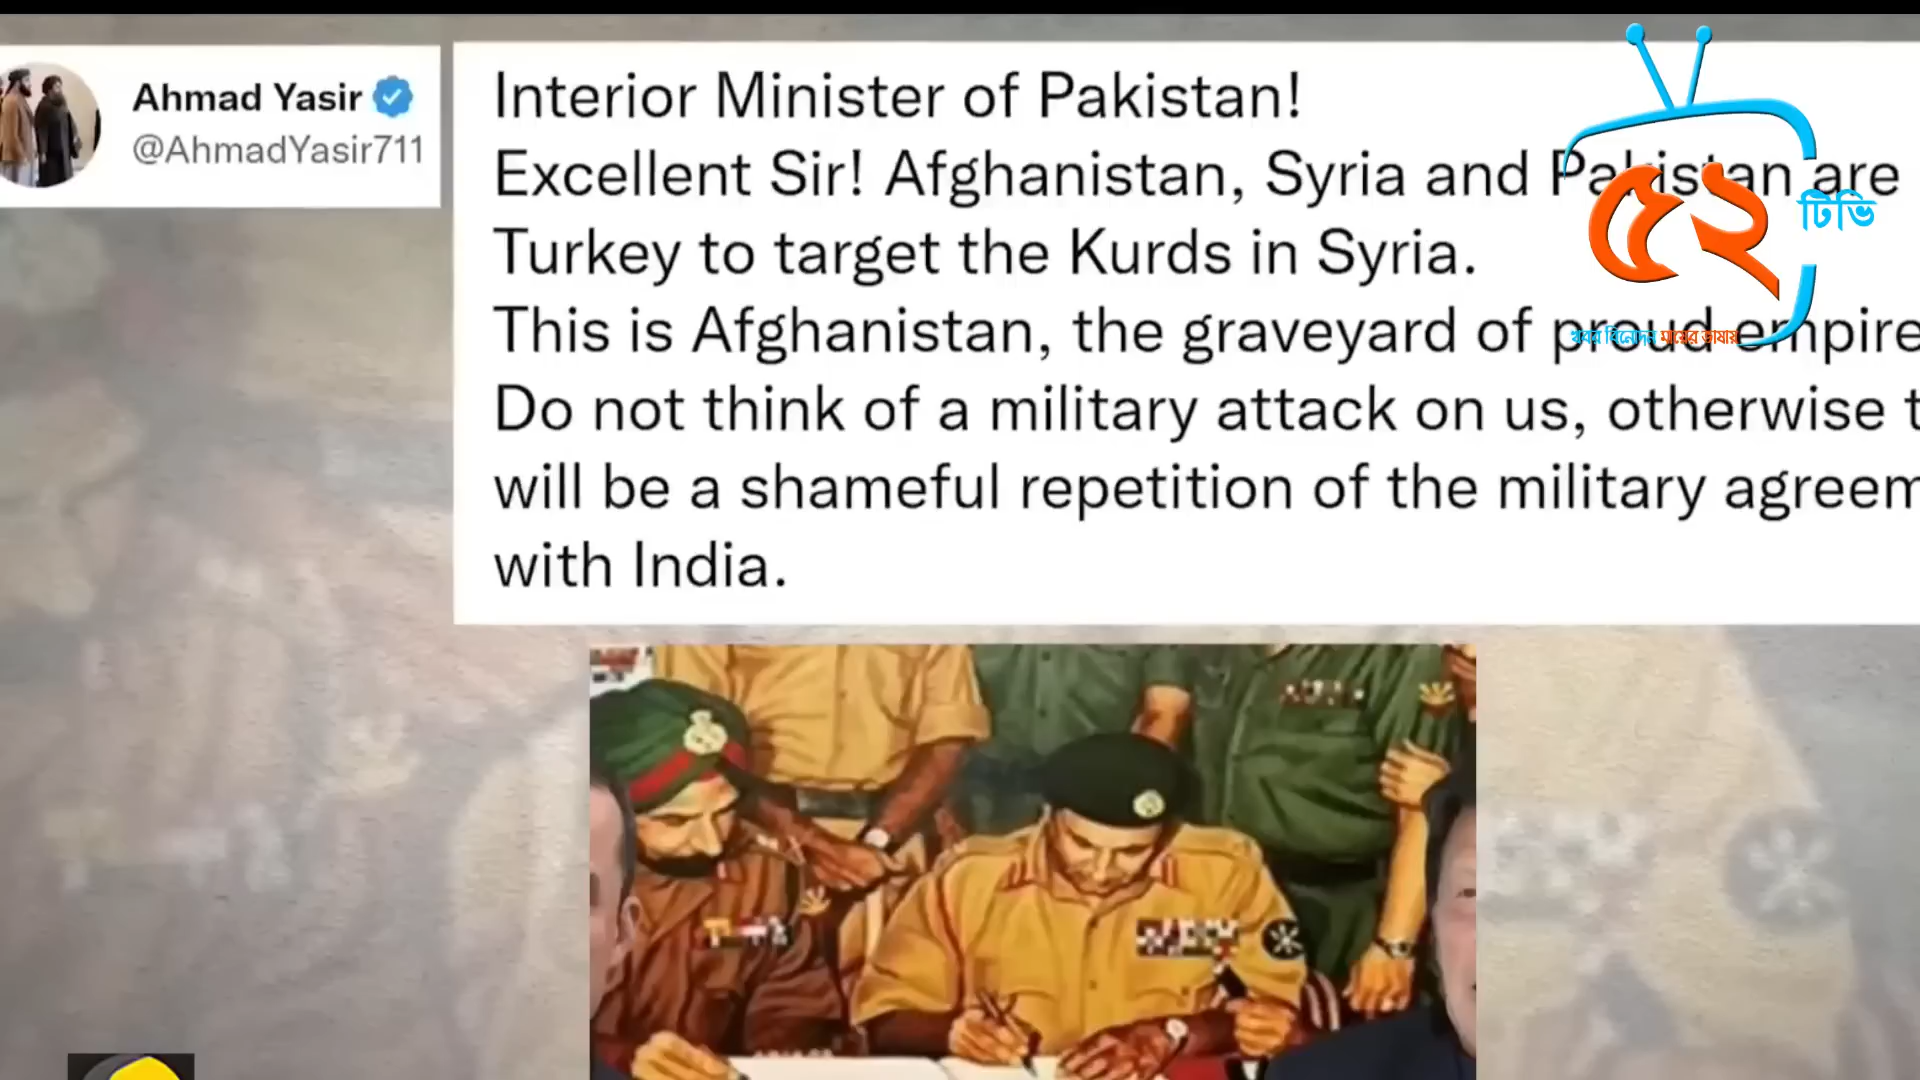 Ahmad Yasir
@AhmadYasir711
Interior Minister of Pakistan!
Excellent Sir! Afghanistan, Syria and Pakistan are
Turkey to target the Kurds in Syria.
This is Afghanistan, the graveyard of proud empire
Do not think of a military attack on us, otherwise t
will be a shameful repetition of the military agreem
with India.
৫২
টিভি
খবর বিনোদন মায়ের ভাষায়